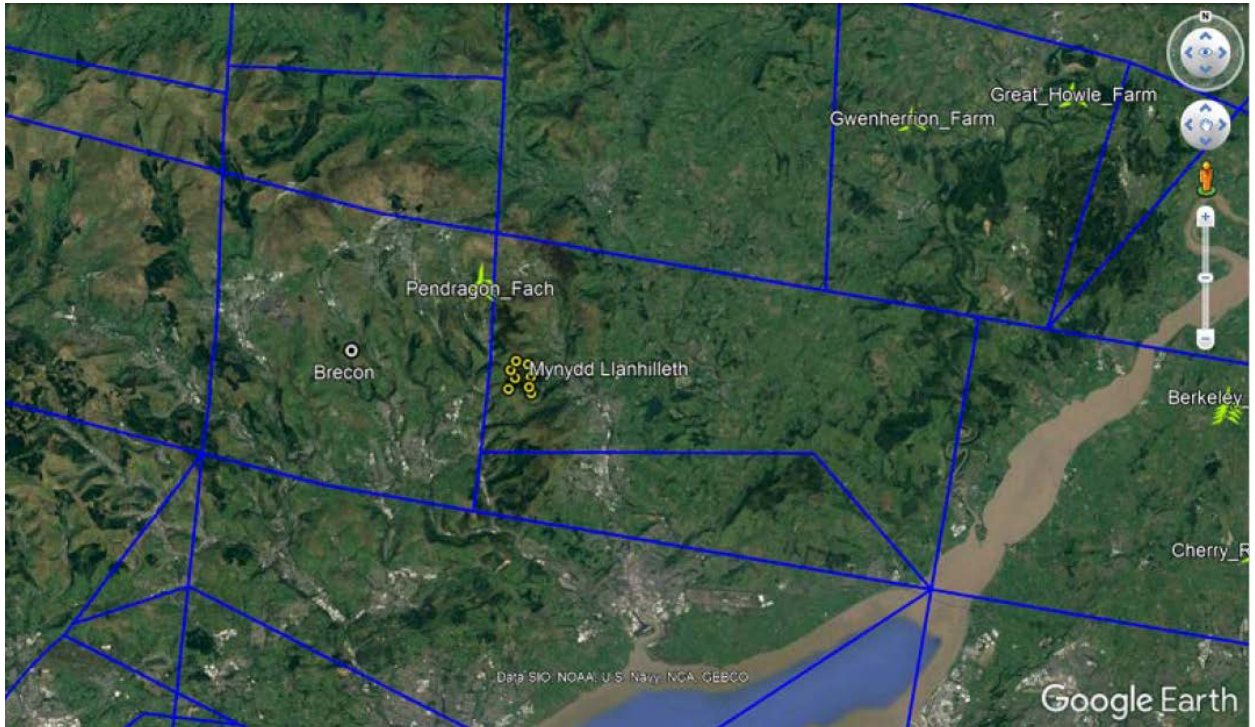 N
Great_Howle_Farm
Gwenherrion_Farm
Pendragon_Fach
Brecon
Mynydd Llanhilleth
Berkeley
Cherry_R
Data SIO, NOAA, U.S. Navy, NGA, GEBCO
Google Earth